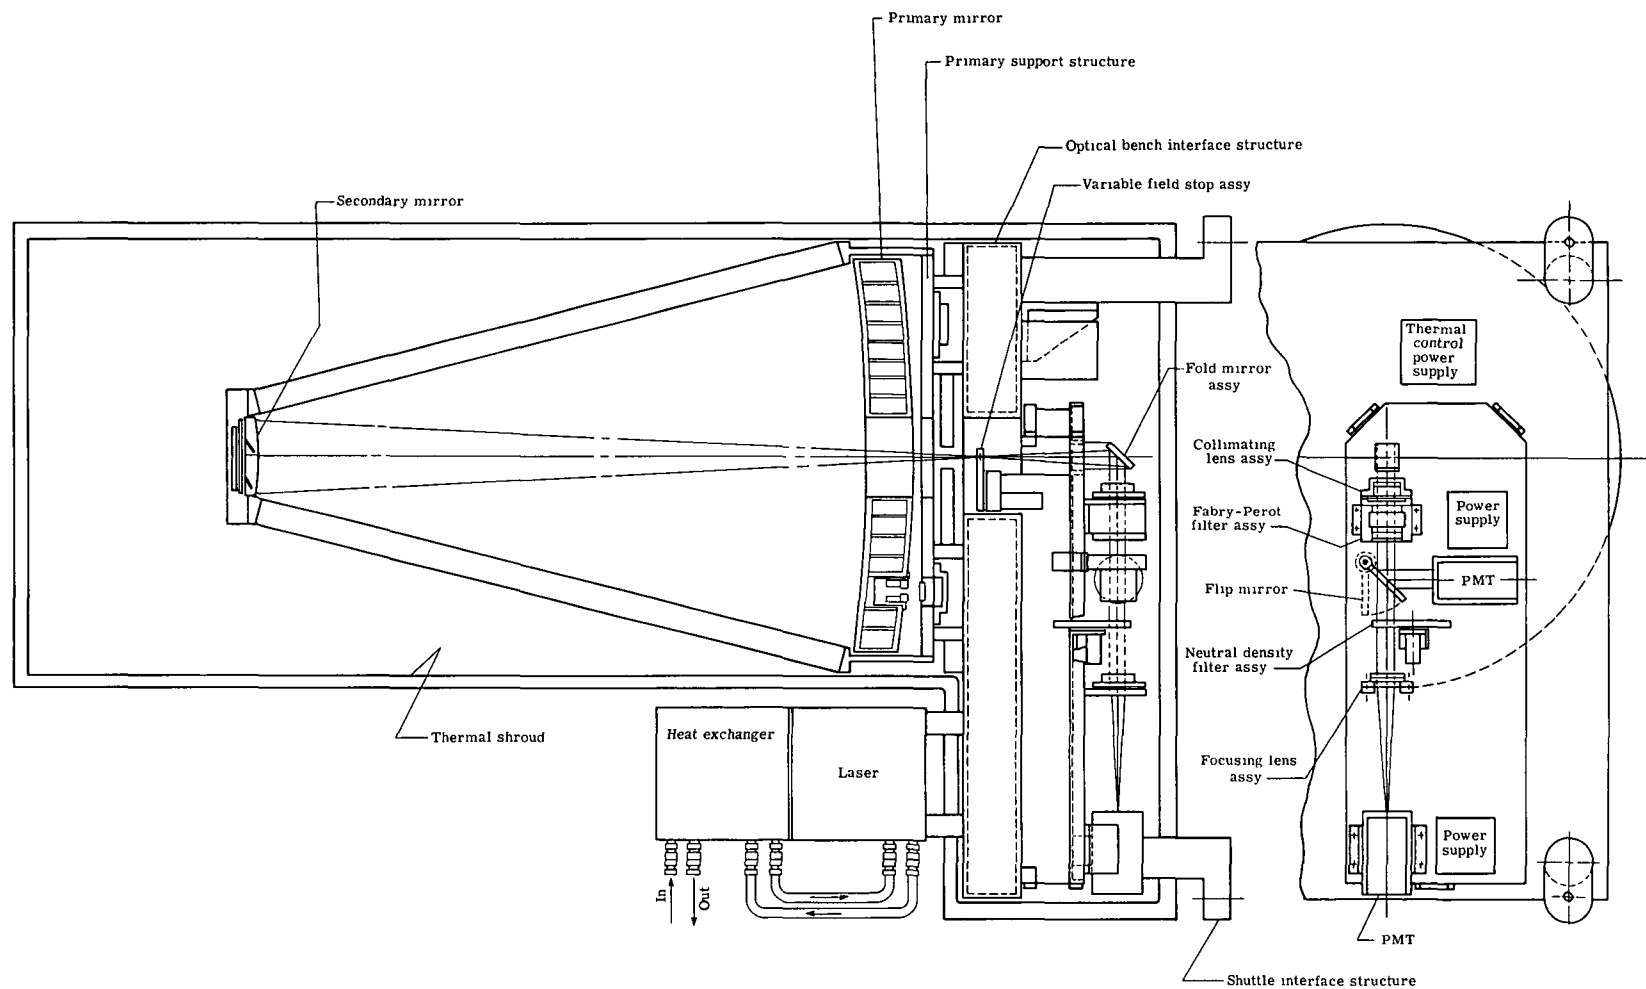 Primary mirror
Primary support structure
Optical bench interface structure
Variable field stop assy
Secondary mirror
Fold mirror
assy
Thermal
control
power
supply
Collimating
lens assy
Fabry-Perot
filter assy
Power
supply
Flip mirror
PMT
Neutral density
filter assy
Thermal shroud
Heat exchanger
Laser
Focusing lens
assy
Power
supply
In
Out
PMT
Shuttle interface structure